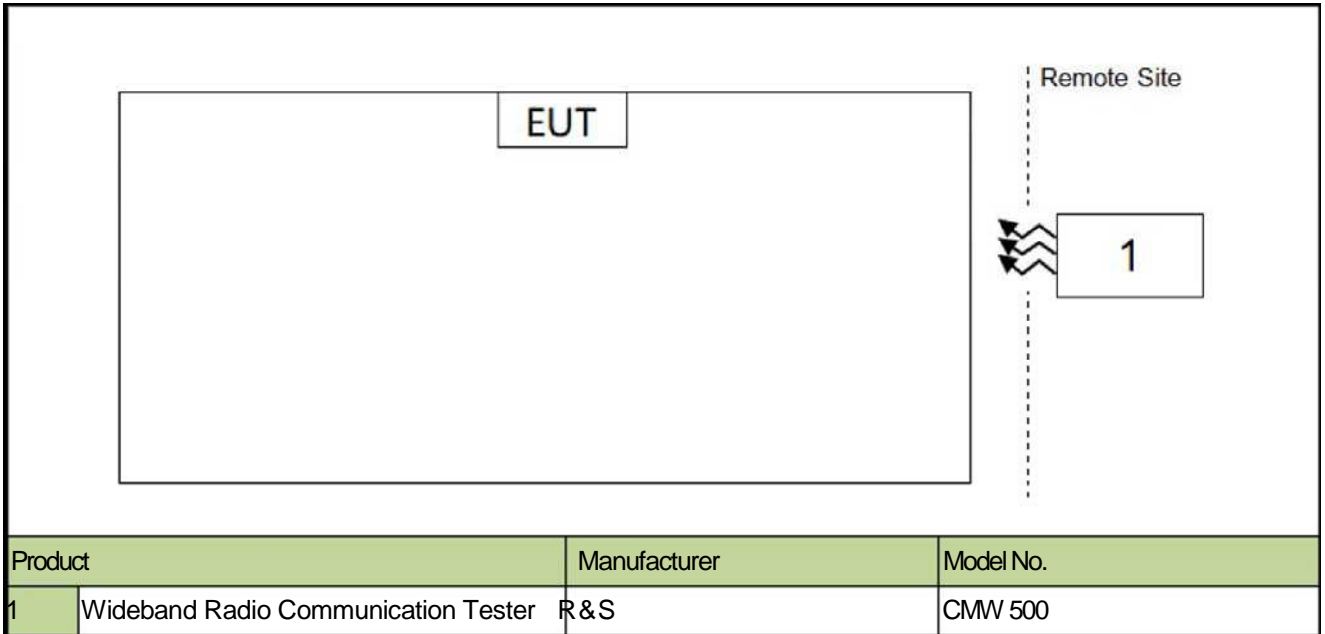 Remote Site
EUT
1
Product Manufacturer Model No.
1 Wideband Radio Communication Tester R&S CMW 500